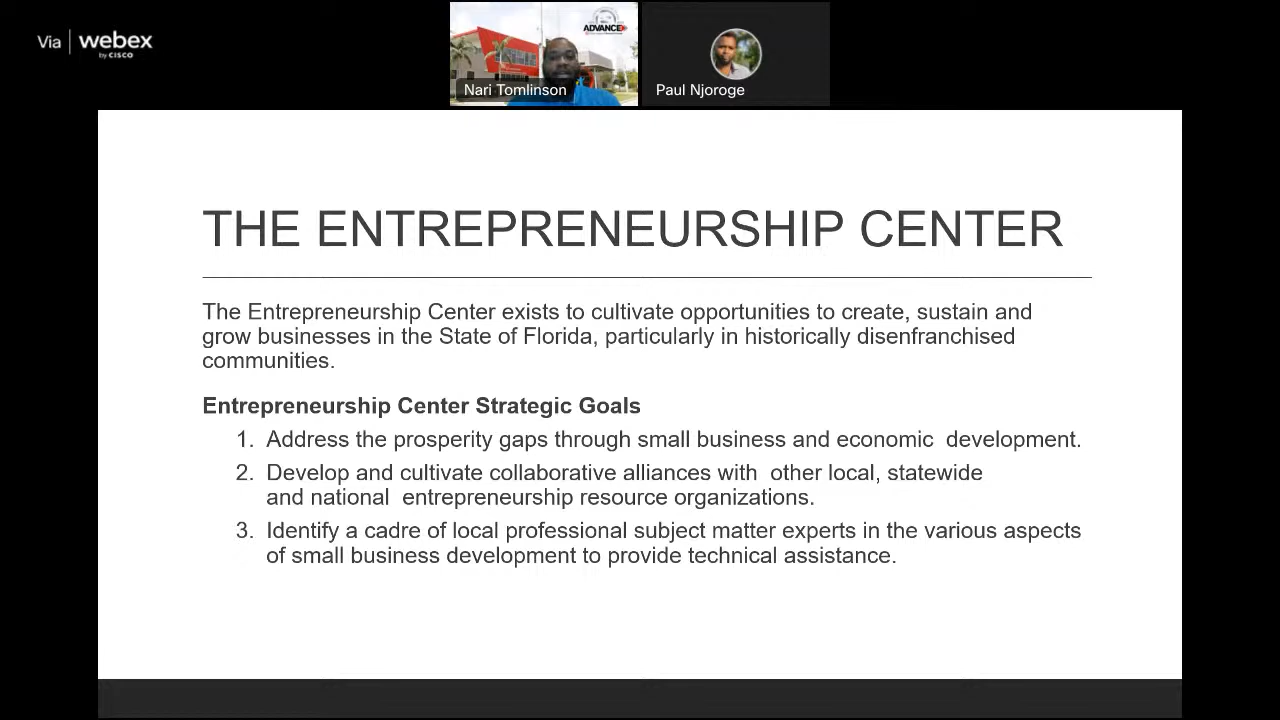 Via webex
by CISCO
ADVANCE
Nari Tomlinson
Paul Njoroge
THE ENTREPRENEURSHIP CENTER
The Entrepreneurship Center exists to cultivate opportunities to create, sustain and
grow businesses in the State of Florida, particularly in historically disenfranchised
communities.
Entrepreneurship Center Strategic Goals
1. Address the prosperity gaps through small business and economic development.
2. Develop and cultivate collaborative alliances with other local, statewide
and national entrepreneurship resource organizations.
3. Identify a cadre of local professional subject matter experts in the various aspects
of small business development to provide technical assistance.